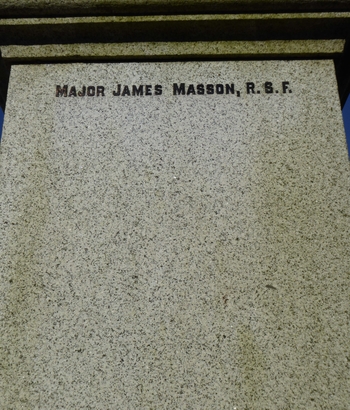 MAJOR JAMES MASSON, R. S. F.